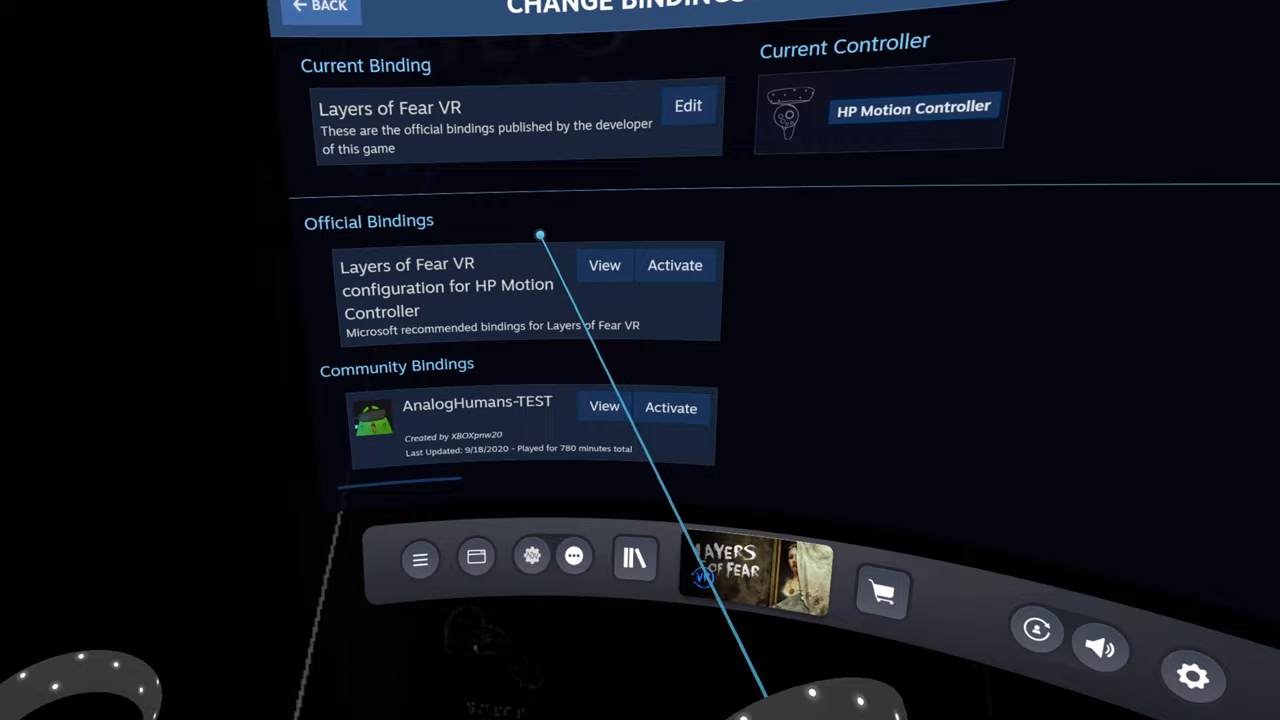 ← BACK
CHANGE BINDINGS
Current Binding
Layers of Fear VR
Edit
These are the official bindings published by the developer
of this game
Current Controller
HP Motion Controller
Official Bindings
Layers of Fear VR
configuration for HP Motion
Controller
View
Activate
Microsoft recommended bindings for Layers of Fear VR
Community Bindings
AnalogHumans-TEST
View
Activate
Created by XBOXpnw20
Last Updated: 9/18/2020 - Played for 780 minutes total
LAYERS
OF FEAR
VR